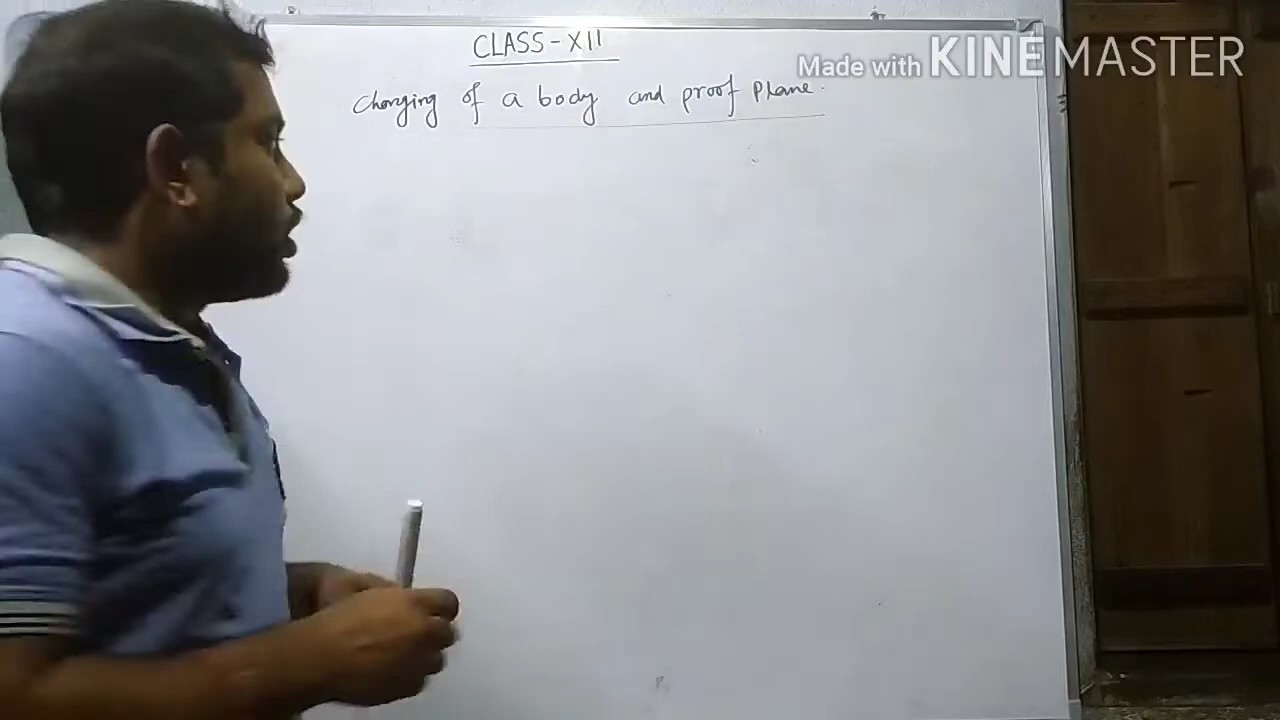 Made with KINEMASTER
CLASS-XII
Charging of a body and proof Plane.